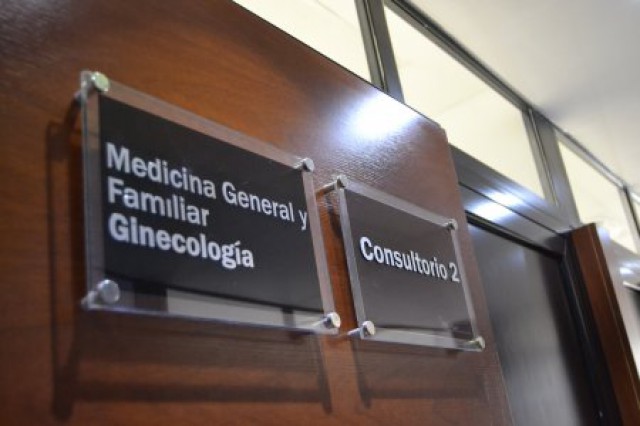 Medicina General y
Familiar
Ginecología
Consultorio 2